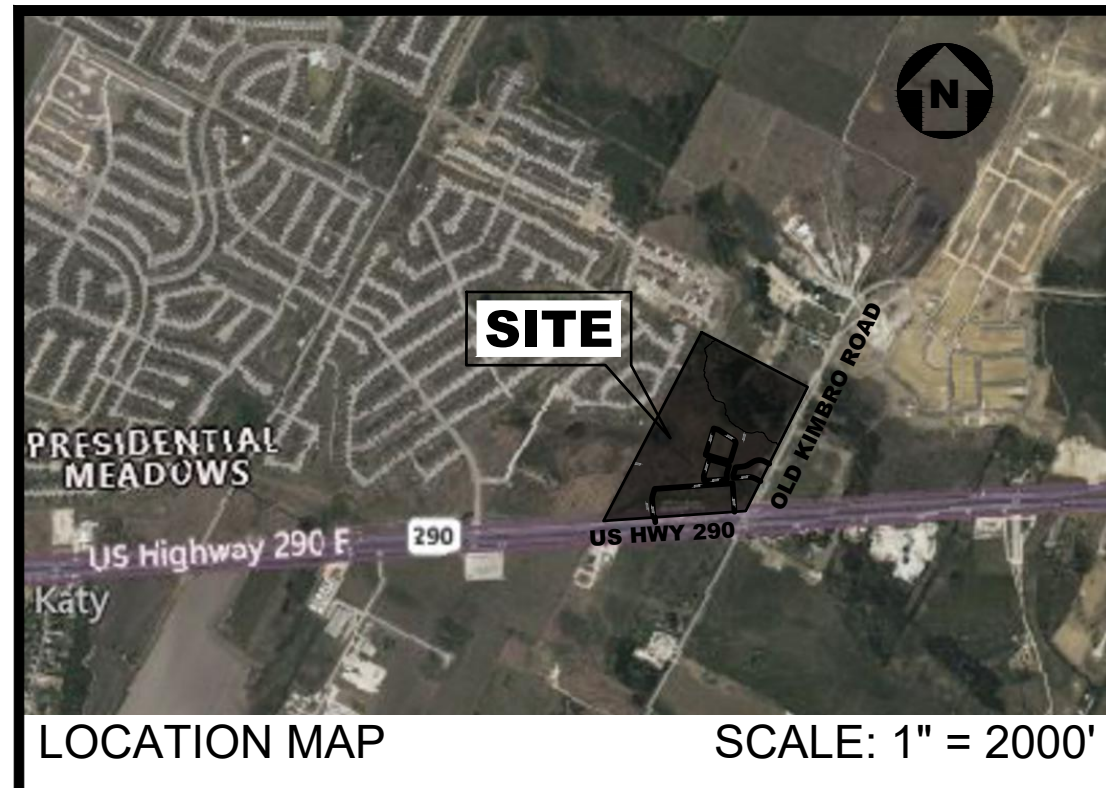 N
SITE
OLD KIMBRO ROAD
PRESIDENTIAL
MEADOWS
US HWY 290
290
US Highway 290 E
Katy
LOCATION MAP
SCALE: 1" = 2000'